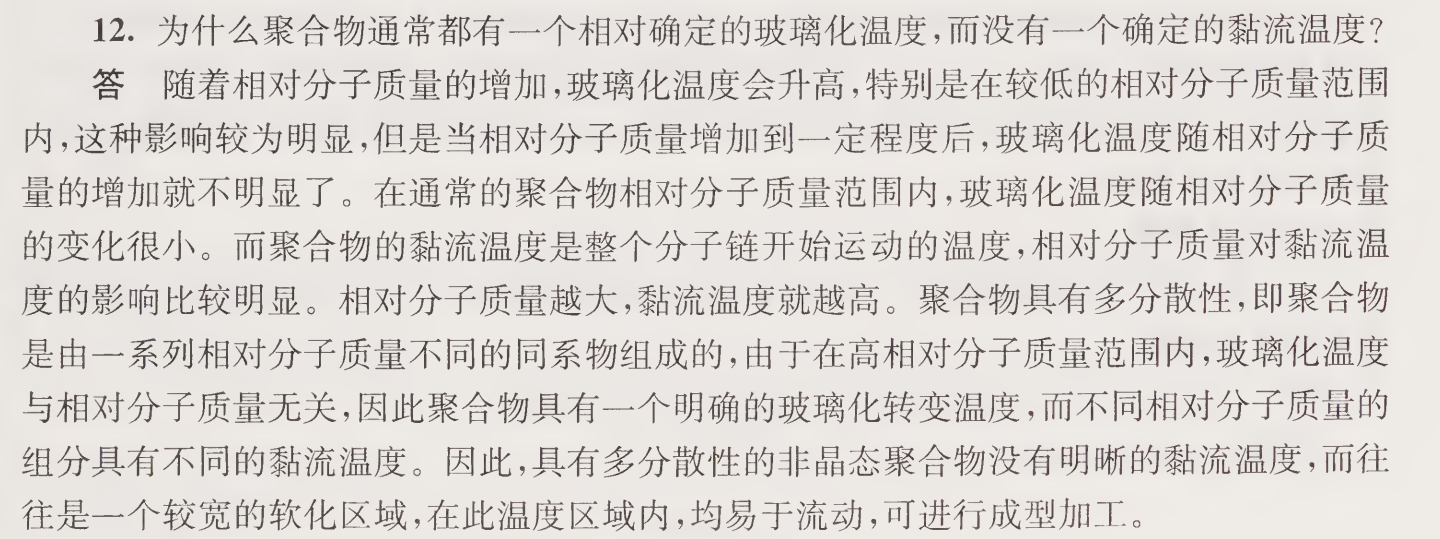 12. 为什么聚合物通常都有一个相对确定的玻璃化温度,而没有一个确定的黏流温度?
答 随着相对分子质量的增加,玻璃化温度会升高,特别是在较低的相对分子质量范围
内,这种影响较为明显,但是当相对分子质量增加到一定程度后,玻璃化温度随相对分子质
量的增加就不明显了。在通常的聚合物相对分子质量范围内,玻璃化温度随相对分子质量
的变化很小。而聚合物的黏流温度是整个分子链开始运动的温度,相对分子质量对黏流温
度的影响比较明显。相对分子质量越大,黏流温度就越高。聚合物具有多分散性,即聚合物
是由一系列相对分子质量不同的同系物组成的,由于在高相对分子质量范围内,玻璃化温度
与相对分子质量无关,因此聚合物具有一个明确的玻璃化转变温度,而不同相对分子质量的
组分具有不同的黏流温度。因此,具有多分散性的非晶态聚合物没有明晰的黏流温度,而往
往是一个较宽的软化区域,在此温度区域内,均易于流动,可进行成型加工。